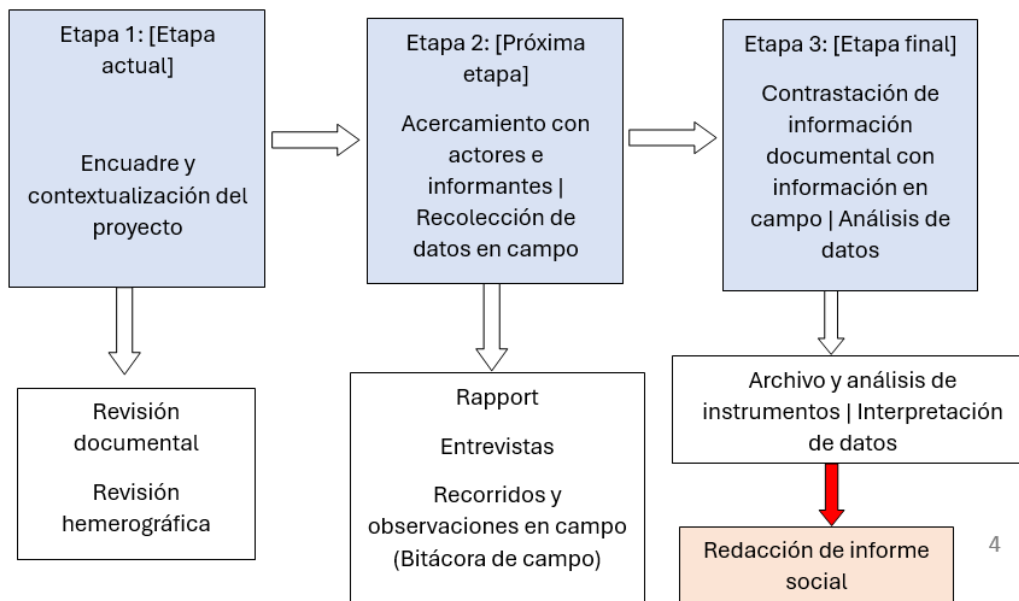 Etapa 1: [Etapa
actual]
Encuadre y
contextualización del
proyecto
Etapa 2: [Próxima
etapa]
Acercamiento con
actores e
informantes |
Recolección de
datos en campo
Etapa 3: [Etapa final]
Contrastación de
información
documental con
información en
campo | Análisis de
datos
Revisión
documental
Revisión
hemerográfica
Rapport
Entrevistas
Recorridos y
observaciones en campo
(Bitácora de campo)
Archivo y análisis de
instrumentos | Interpretación
de datos
Redacción de informe
social
4